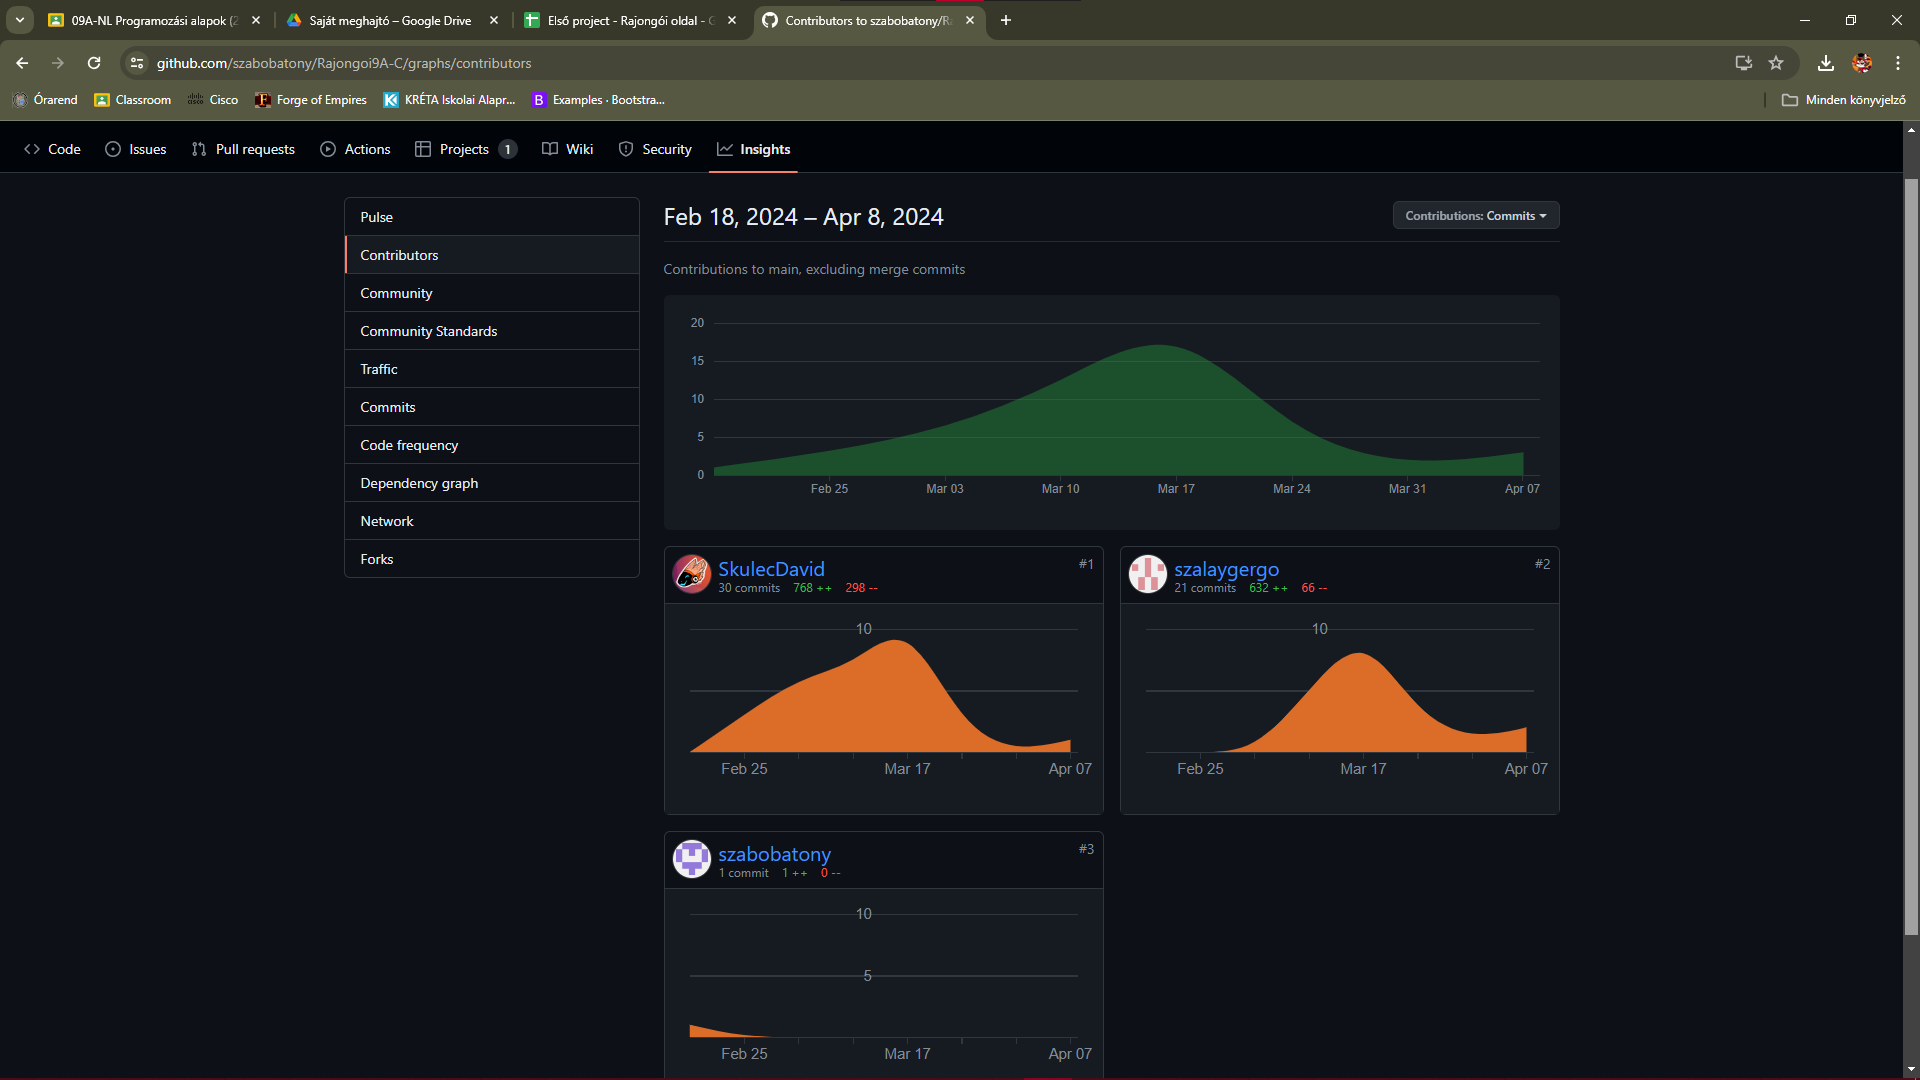 09A-NL Programozási alapok (2
Saját meghajtó – Google Drive
Első project - Rajongói oldal - G
Contributors to szabobatony/Ra
github.com/szabobatony/Rajongoi9A-C/graphs/contributors
Órarend
Classroom
Cisco
Forge of Empires
KRÉTA Iskolai Alapr...
B Examples · Bootstra...
Minden könyvjelző
Code
Issues
Pull requests
Actions
Projects 1
Wiki
Security
Insights
Pulse
Contributors
Community
Community Standards
Traffic
Commits
Code frequency
Dependency graph
Network
Forks
Feb 18, 2024 – Apr 8, 2024
Contributions: Commits
Contributions to main, excluding merge commits
20
15
10
5
0
Feb 25 Mar 03 Mar 10 Mar 17 Mar 24 Mar 31 Apr 07
SkulecDavid #1
30 commits 768 ++ 298 --
10
Feb 25 Mar 17 Apr 07
szalaygergo #2
21 commits 632 ++ 66 --
10
Feb 25 Mar 17 Apr 07
szabobatony #3
1 commit 1 ++ 0 --
10
5
Feb 25 Mar 17 Apr 07